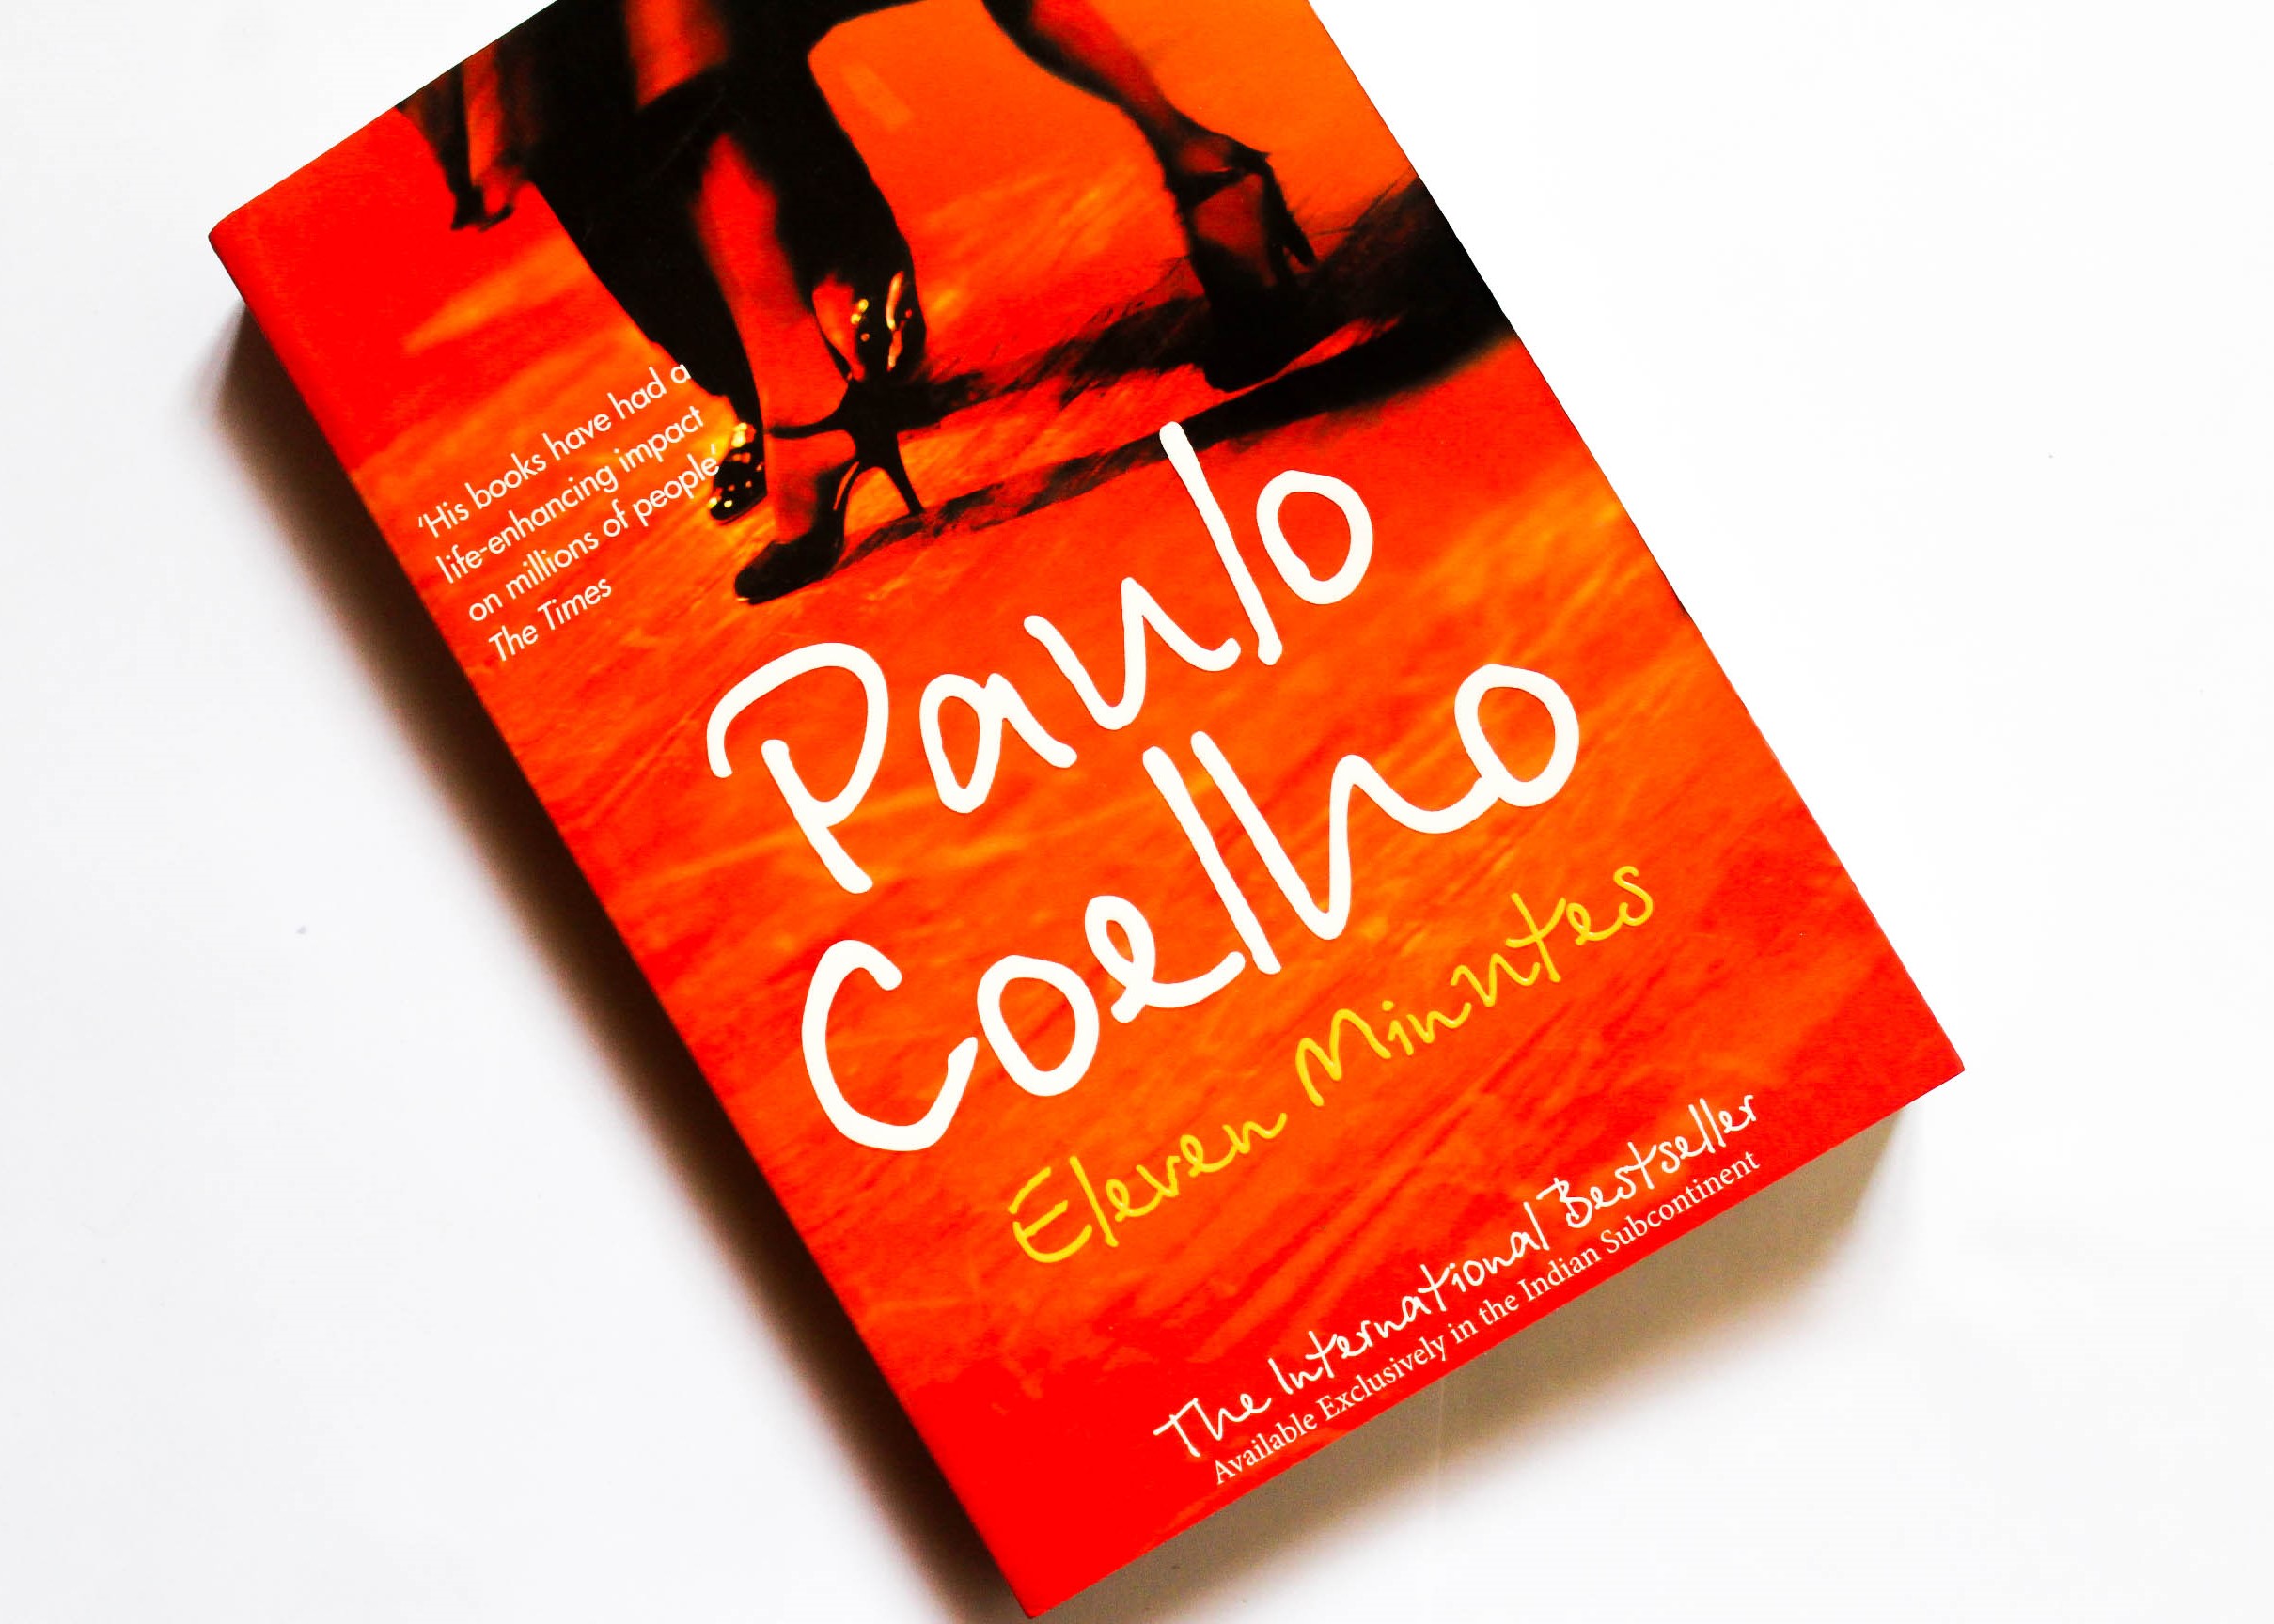 'His books have had a
life-enhancing impact
on millions of people'
The Times
Paulo
Coelho
Eleven Minutes
The International Bestseller
Available Exclusively in the Indian Subcontinent